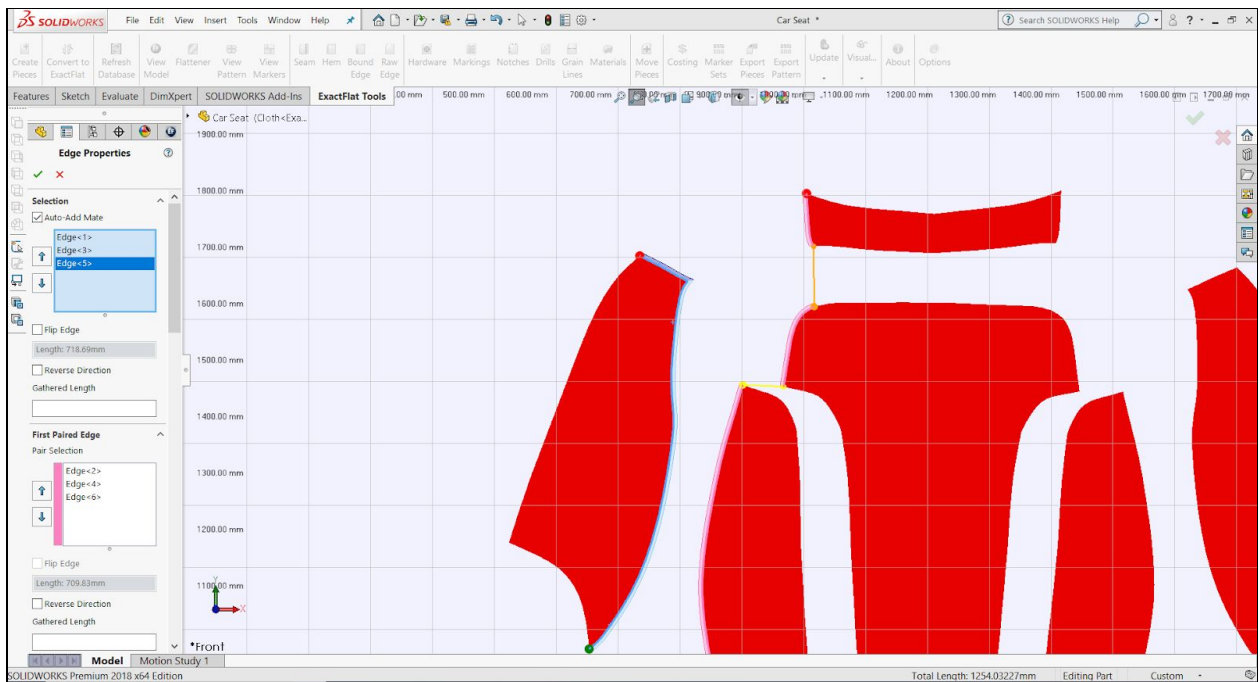 SOLIDWORKS File Edit View Insert Tools Window Help Car Seat * Search SOLIDWORKS Help
Create Pieces
Convert to ExactFlat
Refresh Database
View Model
Flattener
View Pattern
View Markers
Seam
Hem
Bound Edge
Raw Edge
Hardware
Markings
Notches
Drills
Grain Lines
Materials
Move Pieces
Costing
Marker Sets
Export Pieces
Export Pattern
Update
Visual...
About
Options
Features Sketch Evaluate DimXpert SOLIDWORKS Add-Ins ExactFlat Tools
500.00 mm 600.00 mm 700.00 mm 1100.00 mm 1200.00 mm 1300.00 mm 1400.00 mm 1500.00 mm 1600.00 mm 1700.00 mm
Car Seat (Cloth<Exa...
1900.00 mm
Edge Properties
1800.00 mm
Selection
Auto-Add Mate
Edge<1>
Edge<3>
1700.00 mm
Edge<5>
1600.00 mm
Flip Edge
Length: 718.69mm
1500.00 mm
Reverse Direction
Gathered Length
1400.00 mm
First Paired Edge
Pair Selection
Edge<2>
1300.00 mm
Edge<4>
Edge<6>
1200.00 mm
Flip Edge
Length: 709.83mm
1100.00 mm
Y
X
Reverse Direction
Gathered Length
*Front
Model Motion Study 1
SOLIDWORKS Premium 2018 x64 Edition Total Length: 1254.03227mm Editing Part Custom